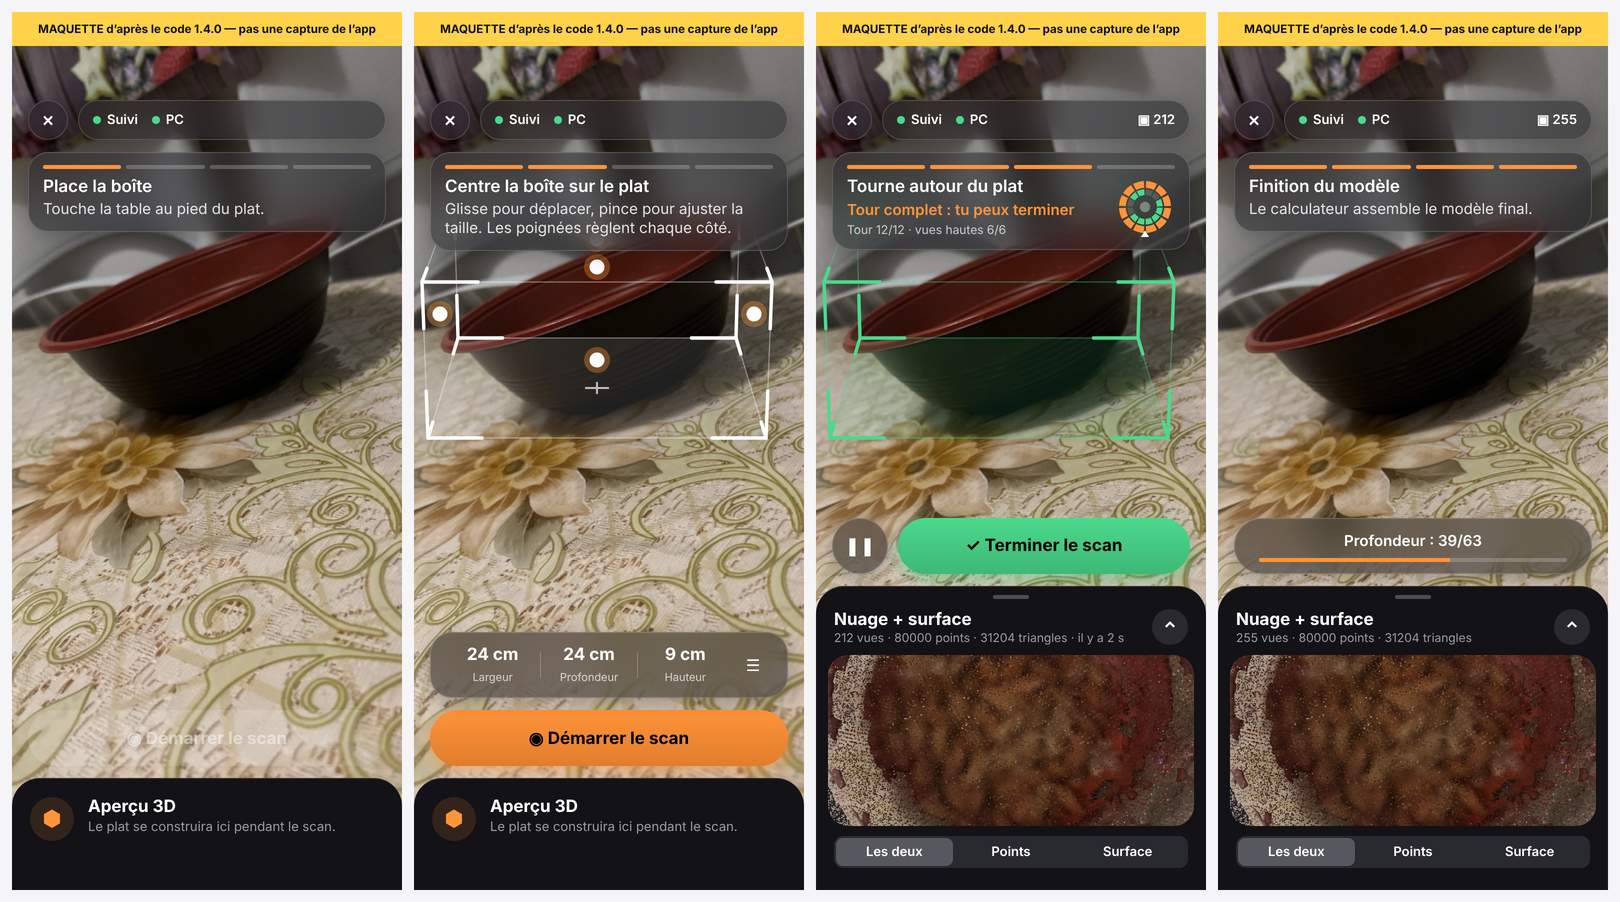 MAQUETTE d’après le code 1.4.0 — pas une capture de l’app
Suivi PC
Place la boîte
Touche la table au pied du plat.
Démarrer le scan
Aperçu 3D
Le plat se construira ici pendant le scan.
MAQUETTE d’après le code 1.4.0 — pas une capture de l’app
Suivi PC
Centre la boîte sur le plat
Glisse pour déplacer, pince pour ajuster la
taille. Les poignées règlent chaque côté.
24 cm 24 cm 9 cm
Largeur Profondeur Hauteur
Démarrer le scan
Aperçu 3D
Le plat se construira ici pendant le scan.
MAQUETTE d’après le code 1.4.0 — pas une capture de l’app
Suivi PC 212
Tourne autour du plat
Tour complet : tu peux terminer
Tour 12/12 · vues hautes 6/6
✓ Terminer le scan
Nuage + surface
212 vues · 80000 points · 31204 triangles · il y a 2 s
Les deux Points Surface
MAQUETTE d’après le code 1.4.0 — pas une capture de l’app
Suivi PC 255
Finition du modèle
Le calculateur assemble le modèle final.
Profondeur : 39/63
Nuage + surface
255 vues · 80000 points · 31204 triangles
Les deux Points Surface